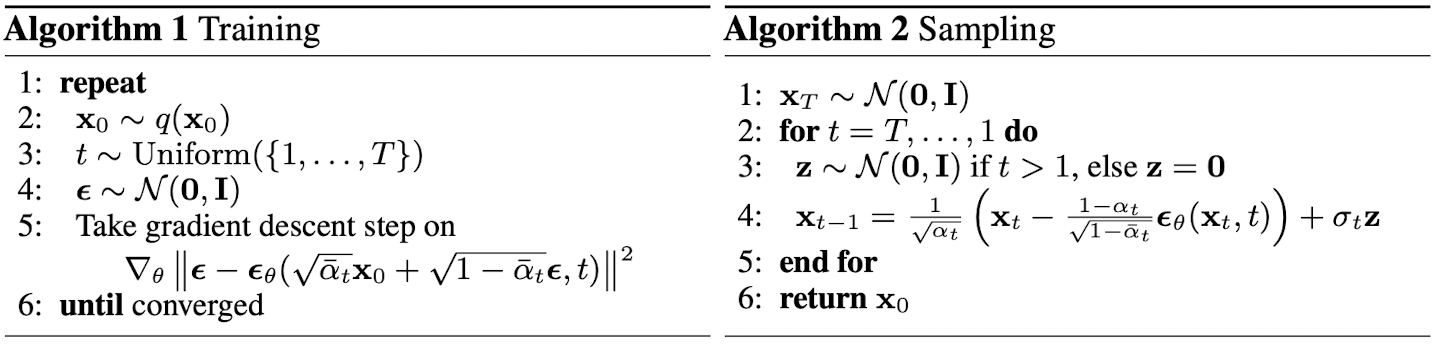 Algorithm 1 Training
1: repeat
2: x₀ ∼ q(x₀)
3: t ∼ Uniform({1, . . . , T})
4: ϵ ∼ 𝒩(0, I)
5: Take gradient descent step on
∇_θ ‖ϵ − ϵ_θ(√ᾱ_t x₀ + √(1 − ᾱ_t) ϵ, t)‖²
6: until converged
Algorithm 2 Sampling
1: x_T ∼ 𝒩(0, I)
2: for t = T, . . . , 1 do
3: z ∼ 𝒩(0, I) if t > 1, else z = 0
4: x_{t−1} = 1/√α_t (x_t − (1−α_t)/√(1−ᾱ_t) ϵ_θ(x_t, t)) + σ_t z
5: end for
6: return x₀